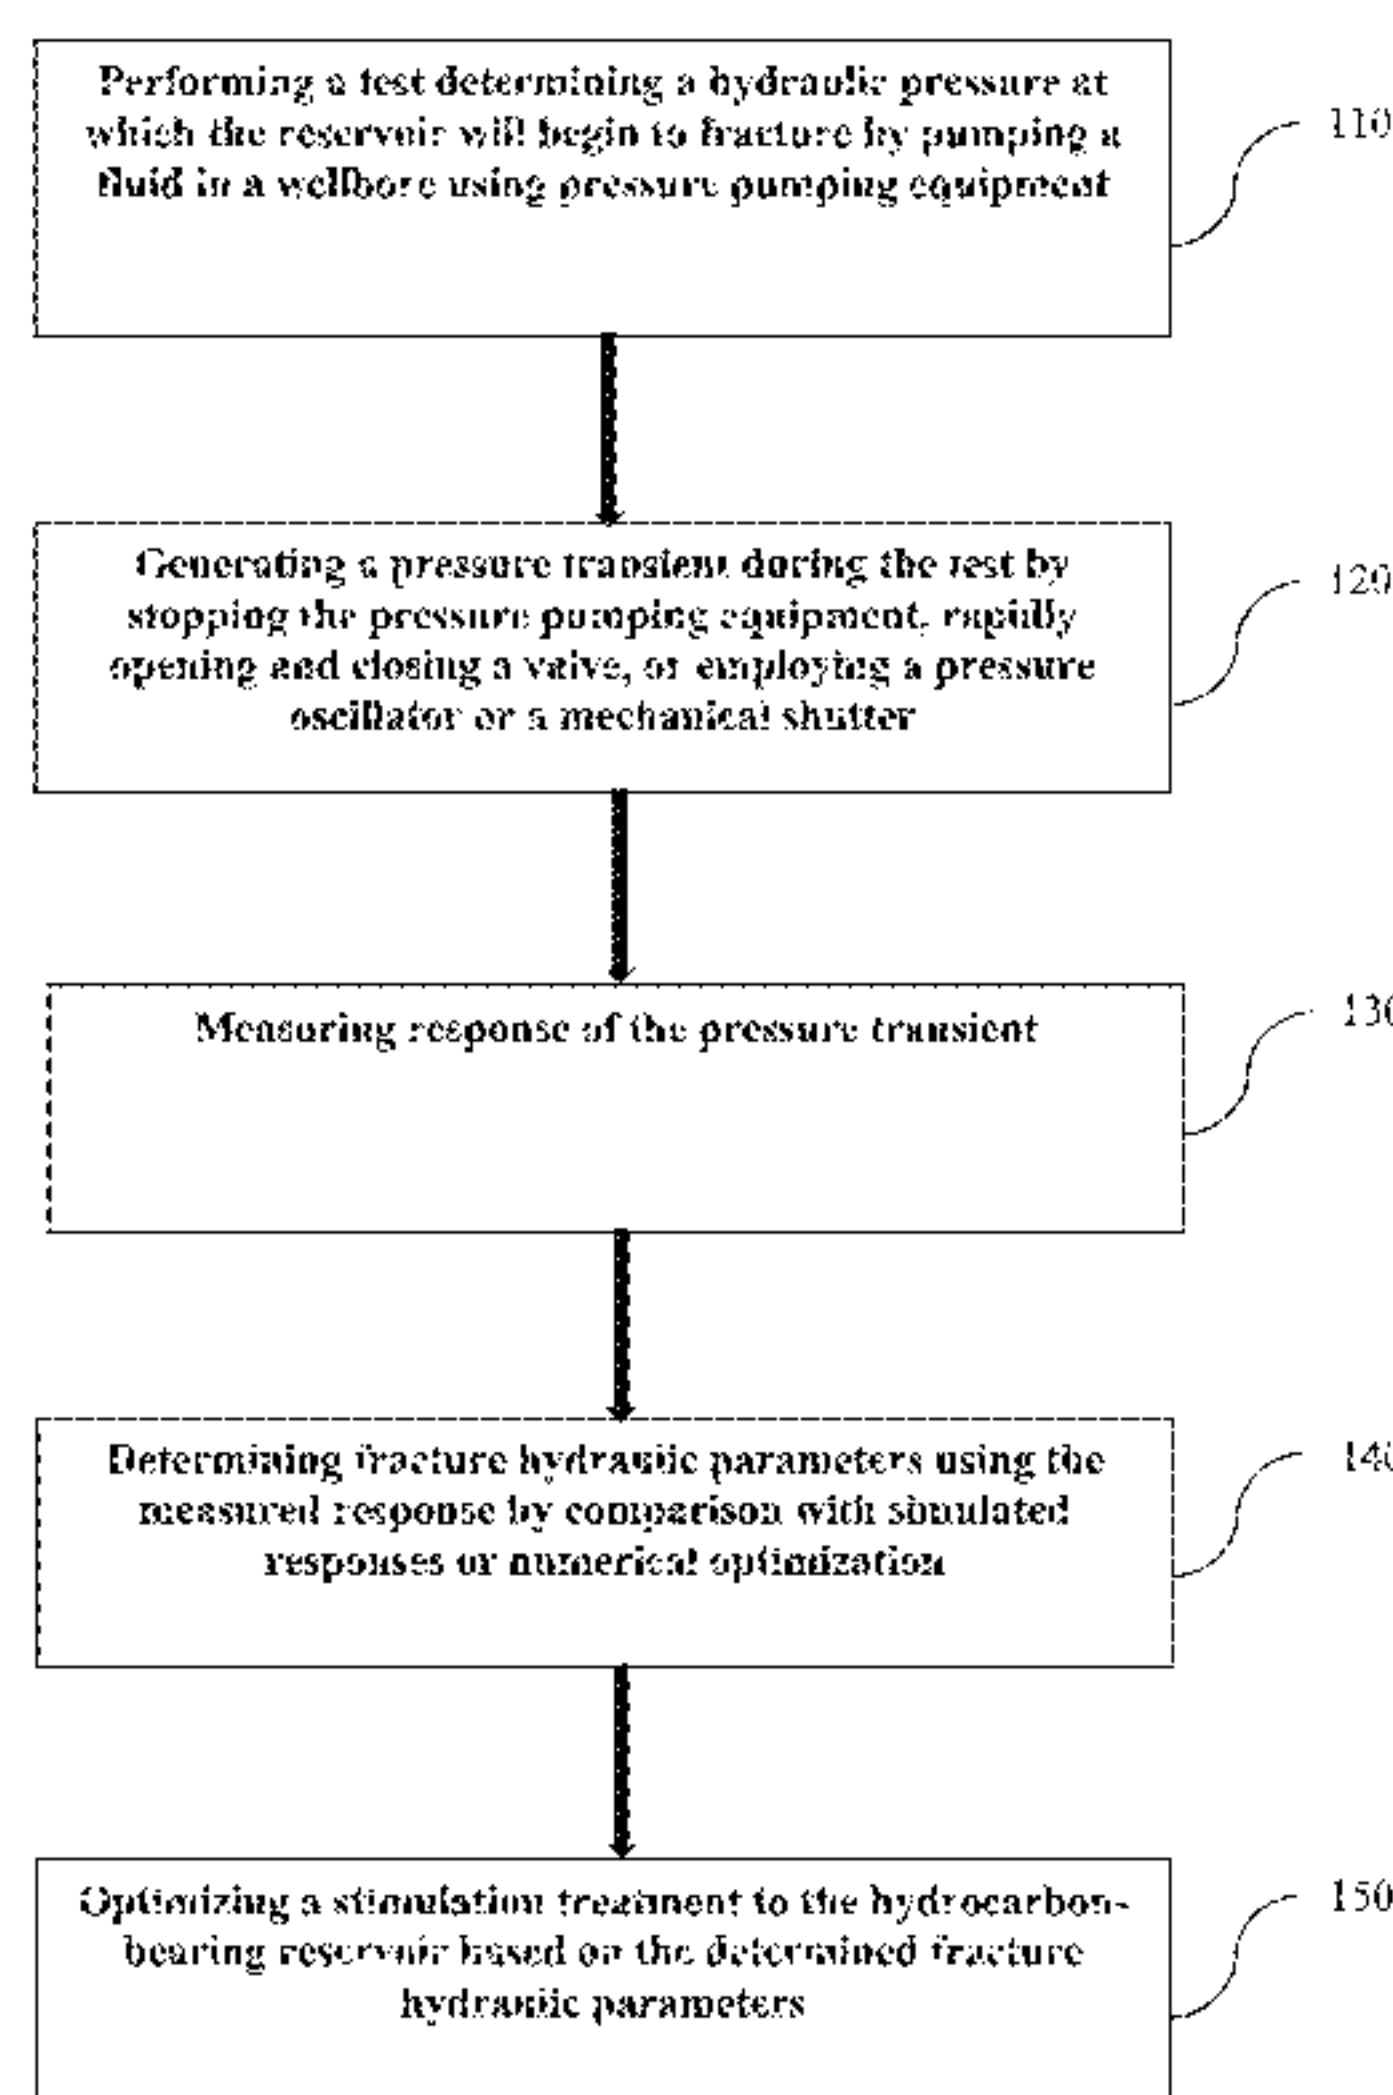 Performing a test determining a hydraulic pressure at
which the reservoir will begin to fracture by pumping a
fluid in a wellbore using pressure pumping equipment
110
Generating a pressure transient during the test by
stopping the pressure pumping equipment, rapidly
opening and closing a valve, or employing a pressure
oscillator or a mechanical shutter
120
Measuring response of the pressure transient
130
Determining fracture hydraulic parameters using the
measured response by comparison with simulated
responses or numerical optimization
140
Optimizing a stimulation treatment to the hydrocarbon-
bearing reservoir based on the determined fracture
hydraulic parameters
150